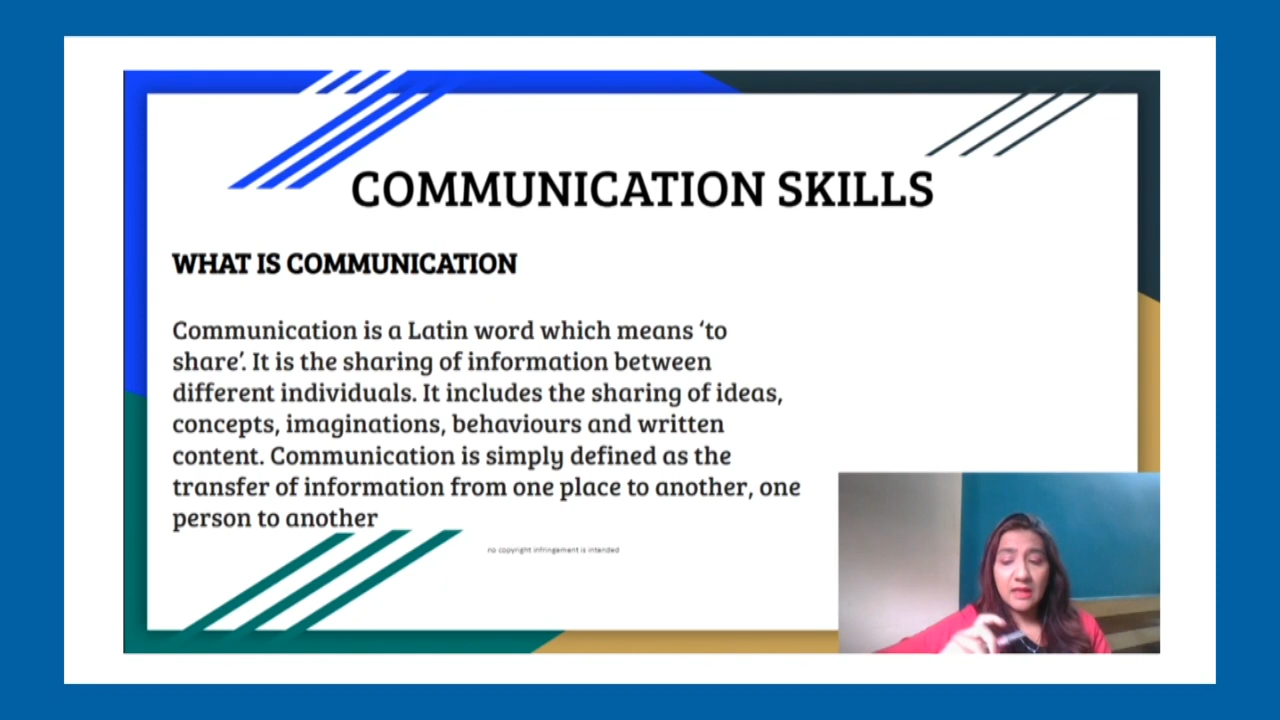 COMMUNICATION SKILLS
WHAT IS COMMUNICATION
Communication is a Latin word which means ‘to
share’. It is the sharing of information between
different individuals. It includes the sharing of ideas,
concepts, imaginations, behaviours and written
content. Communication is simply defined as the
transfer of information from one place to another, one
person to another
no copyright infringement is intended